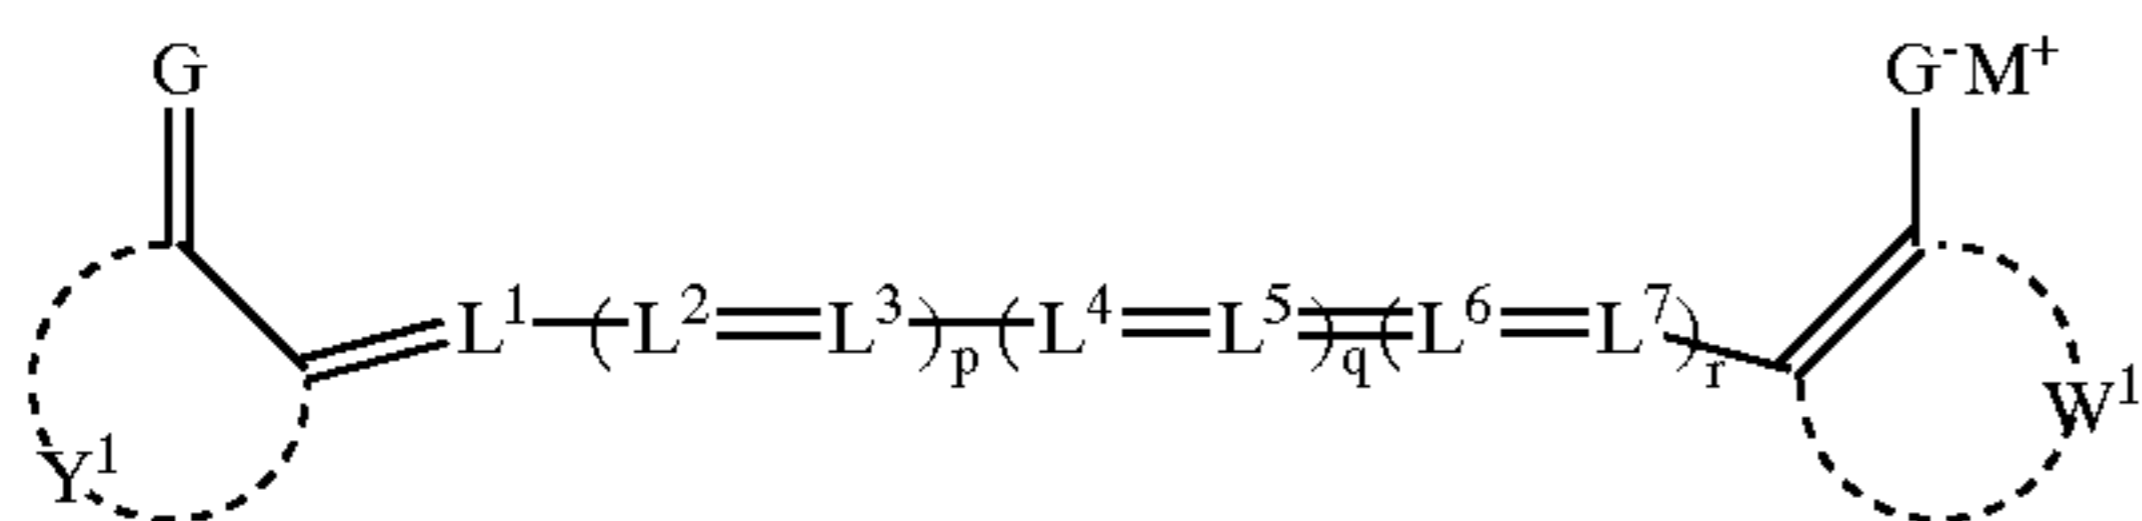 G G⁻M⁺
L¹—(L²=L³)p(L⁴=L⁵)q(L⁶=L⁷)r
W¹
Y¹